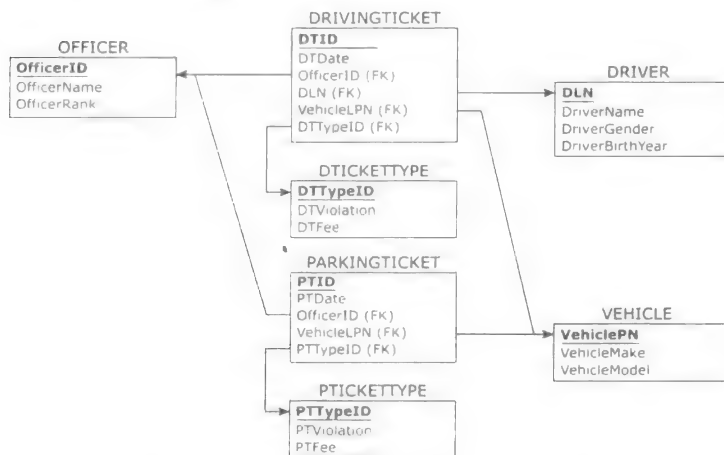 DRIVINGTICKET
DTID
DTDate
OfficerID (FK)
DLN (FK)
VehicleLPN (FK)
DTTypeID (FK)
OFFICER
OfficerID
OfficerName
OfficerRank
DRIVER
DLN
DriverName
DriverGender
DriverBirthYear
DTICKETTYPE
DTTypeID
DTViolation
DTFee
PARKINGTICKET
PTID
PTDate
OfficerID (FK)
VehicleLPN (FK)
PTTypeID (FK)
VEHICLE
VehiclePN
VehicleMake
VehicleModel
PTICKETTYPE
PTTypeID
PTViolation
PTFee